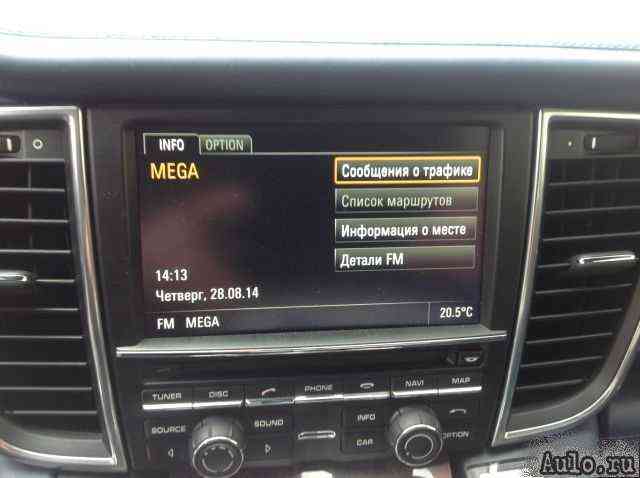 INFO OPTION
MEGA
Сообщения о трафике
Список маршрутов
Информация о месте
Детали FM
14:13
Четверг, 28.08.14
FM MEGA 20.5°C
TUNER DISC PHONE NAVI MAP
SOURCE SOUND INFO
CAR OPTION
Aulo.ru